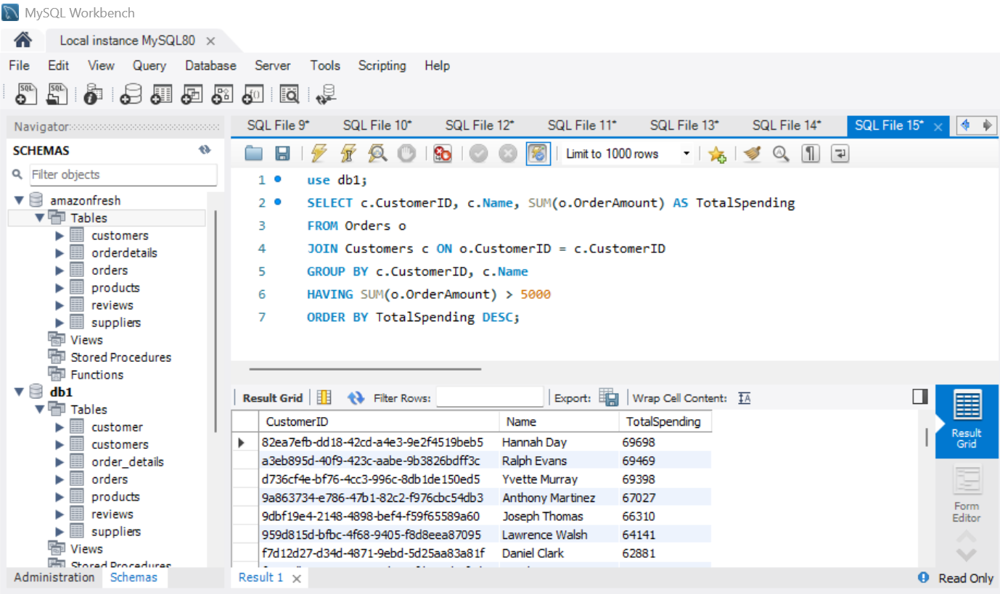 MySQL Workbench
Local instance MySQL80
File Edit View Query Database Server Tools Scripting Help
SQL SQL
Navigator
SCHEMAS
Filter objects
amazonfresh
Tables
customers
orderdetails
orders
products
reviews
suppliers
Views
Stored Procedures
Functions
db1
Tables
customer
customers
order_details
orders
products
reviews
suppliers
Views
Stored Procedures
Administration Schemas
SQL File 9* SQL File 10* SQL File 12* SQL File 11* SQL File 13* SQL File 14* SQL File 15*
Limit to 1000 rows
1 use db1;
2 SELECT c.CustomerID, c.Name, SUM(o.OrderAmount) AS TotalSpending
3 FROM Orders o
4 JOIN Customers c ON o.CustomerID = c.CustomerID
5 GROUP BY c.CustomerID, c.Name
6 HAVING SUM(o.OrderAmount) > 5000
7 ORDER BY TotalSpending DESC;
Result Grid Filter Rows: Export: Wrap Cell Content:
CustomerID Name TotalSpending
82ea7efb-dd18-42cd-a4e3-9e2f4519beb5 Hannah Day 69698
a3eb895d-40f9-423c-aabe-9b3826bdff3c Ralph Evans 69469
d736cf4e-bf76-4cc3-996c-8db1de150ed5 Yvette Murray 69398
9a863734-e786-47b1-82c2-f976cbc54db3 Anthony Martinez 67027
9dbf19e4-2148-4898-bef4-f59f65589a60 Joseph Thomas 66310
959d815d-bfbc-4f68-9405-f8d8eea87095 Lawrence Walsh 64141
f7d12d27-d34d-4871-9ebd-5d25aa83a81f Daniel Clark 62881
Result
Grid
Form
Editor
Result 1
Read Only